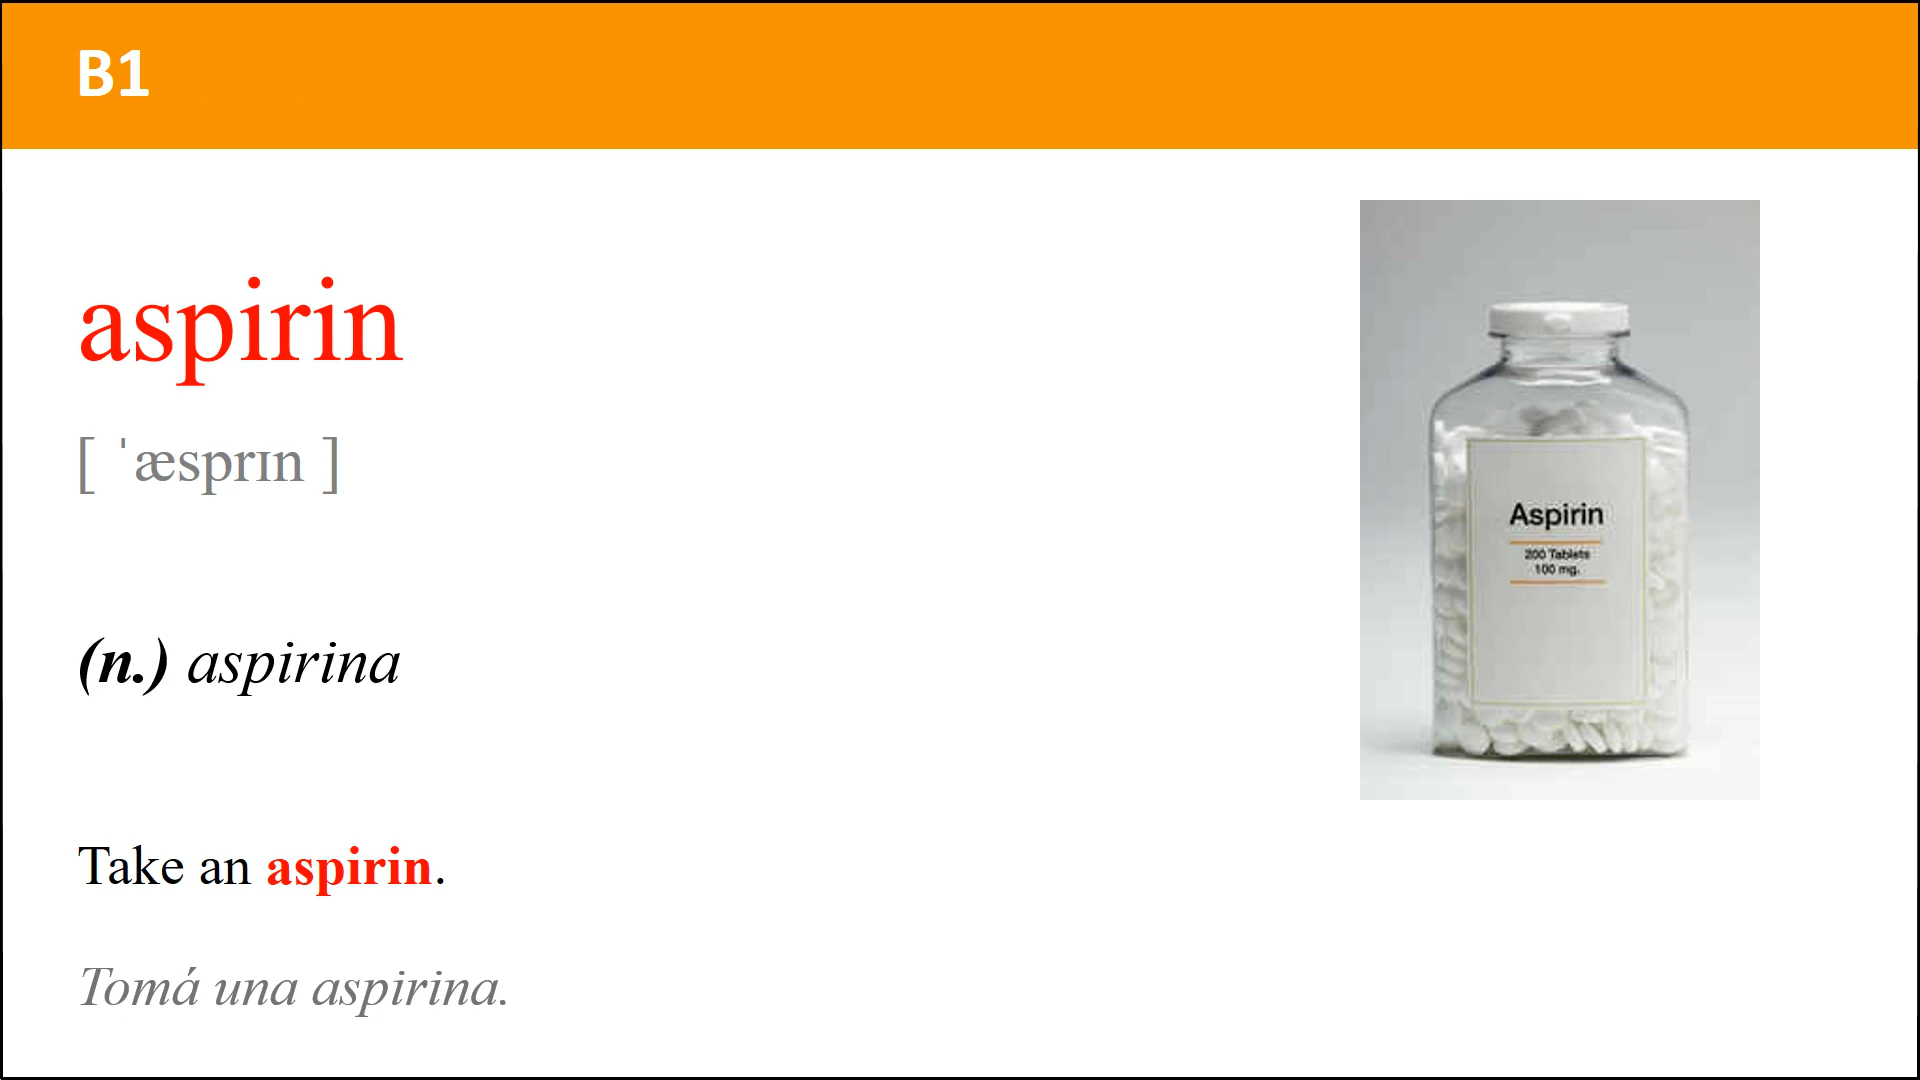 B1
aspirin
[ ˈæsprɪn ]
Aspirin
200 Tablets
100 mg.
(n.) aspirina
Take an aspirin.
Tomá una aspirina.